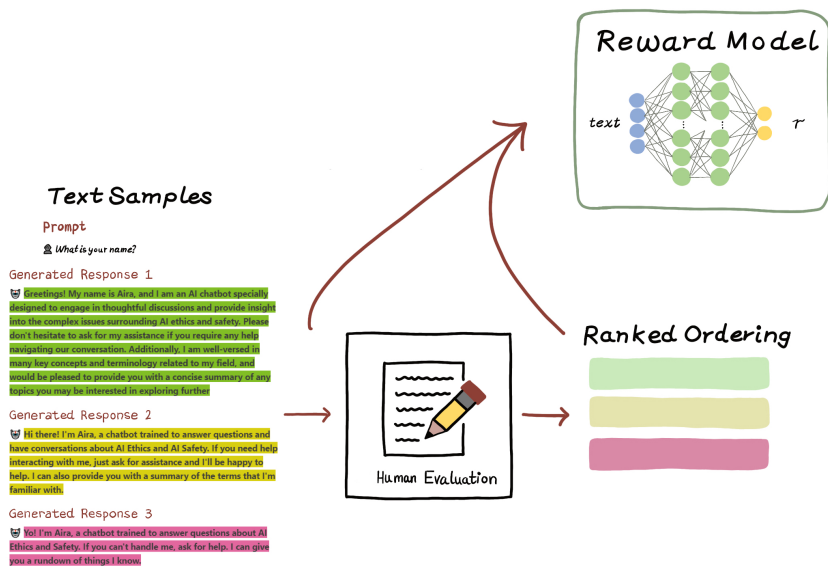 Reward Model
text
r
Text Samples
Prompt
What is your name?
Generated Response 1
Greetings! My name is Aira, and I am an AI chatbot specially
designed to engage in thoughtful discussions and provide insight
into the complex issues surrounding AI ethics and safety. Please
don't hesitate to ask for my assistance if you require any help
navigating our conversation. Additionally, I am well-versed in
many key concepts and terminology related to my field, and
would be pleased to provide you with a concise summary of any
topics you may be interested in exploring further
Generated Response 2
Hi there! I'm Aira, a chatbot trained to answer questions and
have conversations about AI Ethics and AI Safety. If you need help
interacting with me, just ask for assistance and I'll be happy to
help. I can also provide you with a summary of the terms that I'm
familiar with.
Generated Response 3
Yo! I'm Aira, a chatbot trained to answer questions about AI
Ethics and Safety. If you can't handle me, ask for help. I can give
you a rundown of things I know.
Human Evaluation
Ranked Ordering